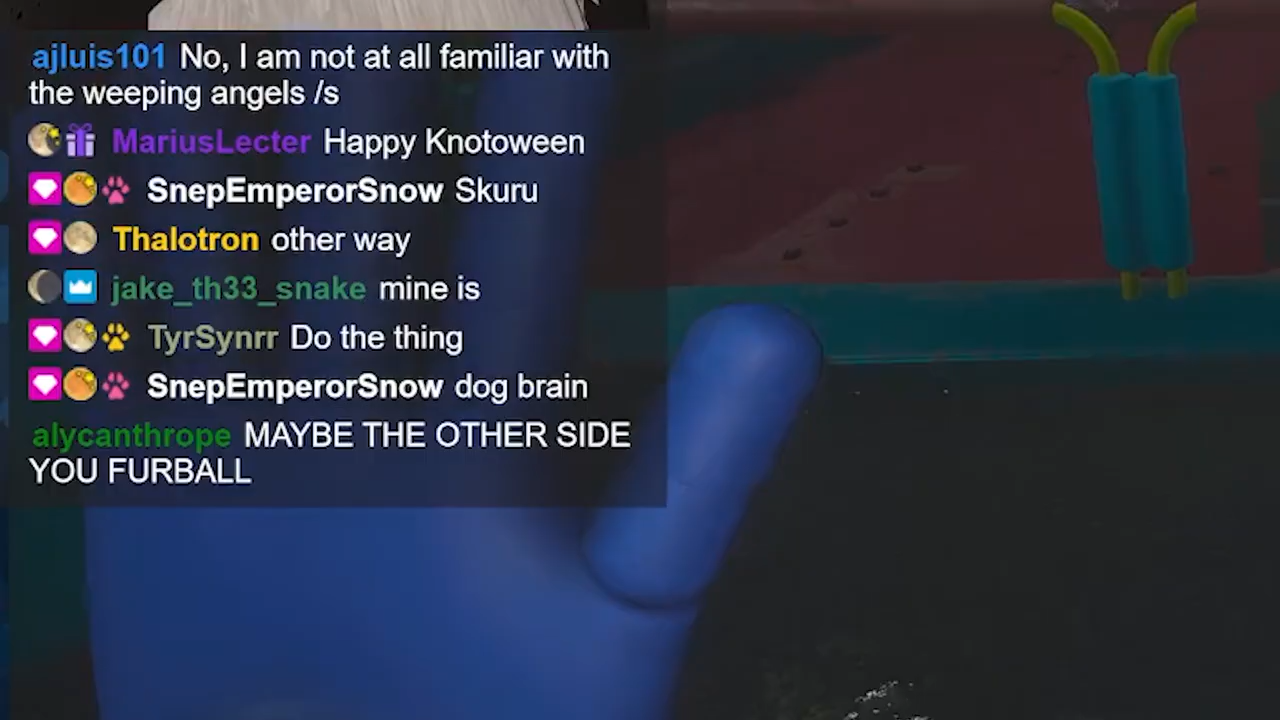 ajluis101 No, I am not at all familiar with
the weeping angels /s
MariusLecter Happy Knotoween
SnepEmperorSnow Skuru
Thalotron other way
jake_th33_snake mine is
TyrSynrr Do the thing
SnepEmperorSnow dog brain
alycanthrope MAYBE THE OTHER SIDE
YOU FURBALL